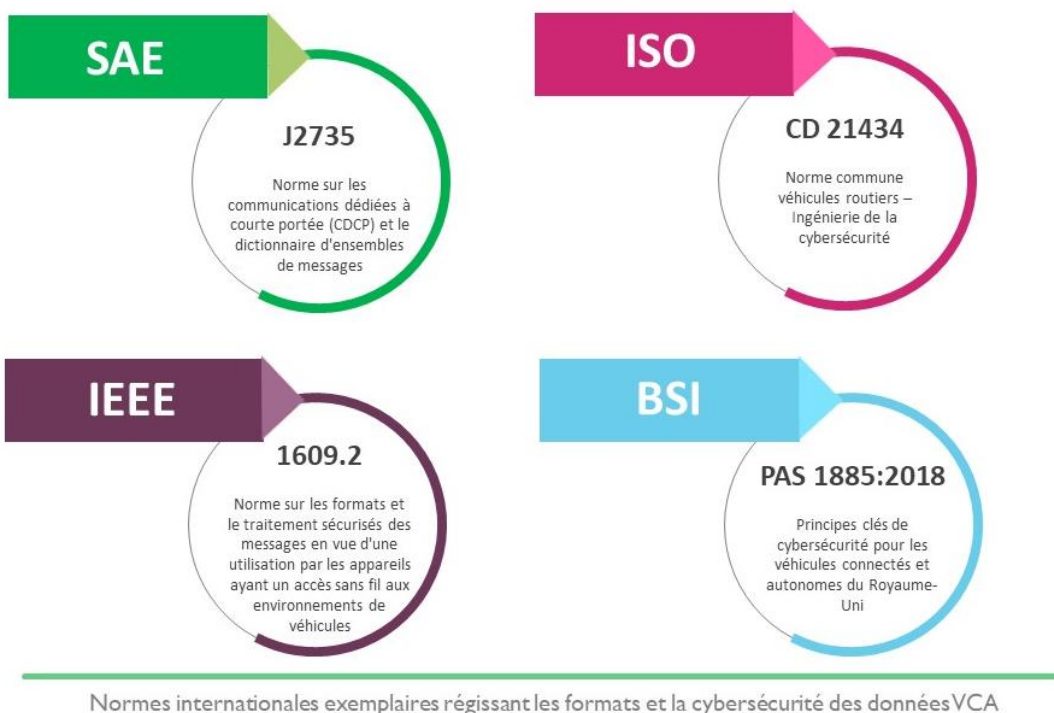 SAE
J2735
Norme sur les
communications dédiées à
courte portée (CDCP) et le
dictionnaire d'ensembles
de messages
ISO
CD 21434
Norme commune
véhicules routiers –
Ingénierie de la
cybersécurité
IEEE
1609.2
Norme sur les formats et
le traitement sécurisés des
messages en vue d'une
utilisation par les appareils
ayant un accès sans fil aux
environnements de
véhicules
BSI
PAS 1885:2018
Principes clés de
cybersécurité pour les
véhicules connectés et
autonomes du Royaume-
Uni
Normes internationales exemplaires régissant les formats et la cybersécurité des données VCA